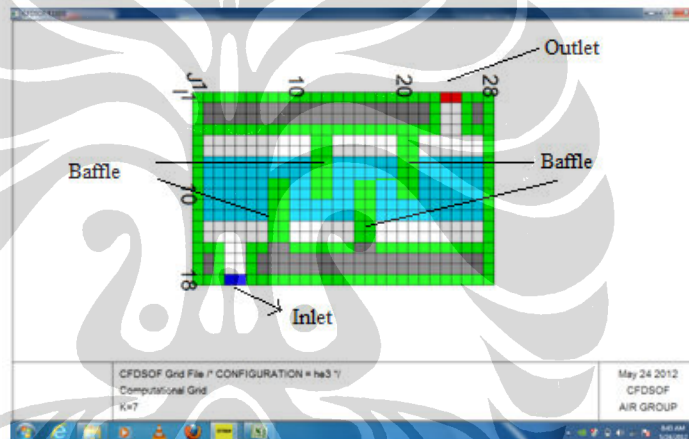 Outlet
J1
10
20
28
I1
Baffle
Baffle
10
18
Inlet
CFDSOF Grid File /* CONFIGURATION = he3 */
Computational Grid
K=7
May 24 2012
CFDSOF
AIR GROUP